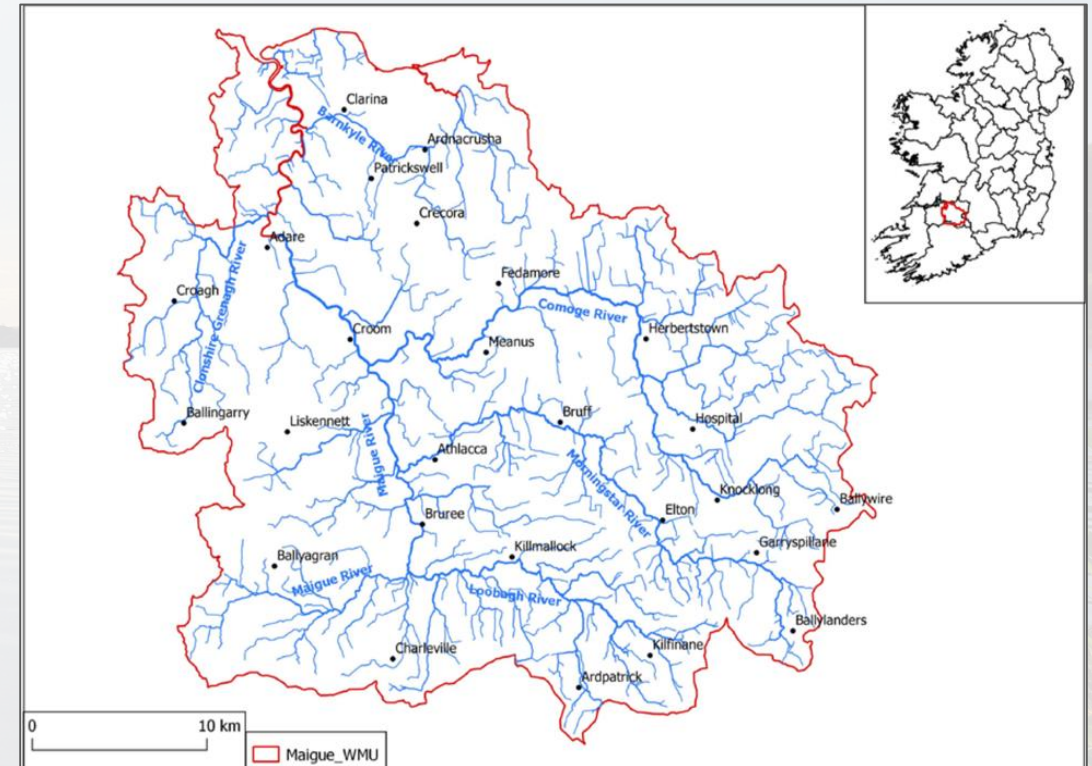 Clarina
Barnkyle River
Ardnacrusha
Patrickswell
Crecora
Adare
Fedamore
Croagh
Clonshire Grenagh River
Comoge River
Croom
Herbertstown
Meanus
Ballingarry
Liskennett
Maigue River
Bruff
Hospital
Athlacca
Morningstar River
Knocklong
Ballywire
Bruree
Elton
Garryspillane
Ballyagran
Killmallock
Maigue River
Loobagh River
Ballylanders
Charleville
Kilfinane
Ardpatrick
0 10 km
Maigue_WMU